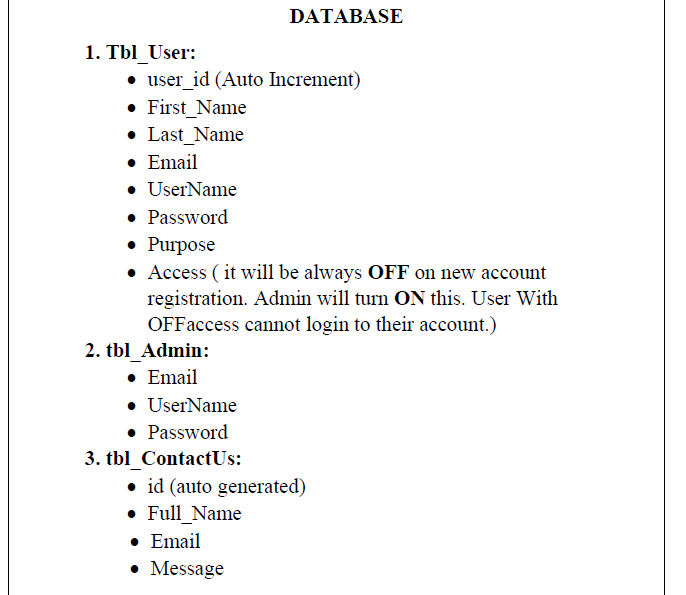 DATABASE
1. Tbl_User:
• user_id (Auto Increment)
• First_Name
• Last_Name
• Email
• UserName
• Password
• Purpose
• Access ( it will be always OFF on new account
registration. Admin will turn ON this. User With
OFFaccess cannot login to their account.)
2. tbl_Admin:
• Email
• UserName
• Password
3. tbl_ContactUs:
• id (auto generated)
• Full_Name
• Email
• Message